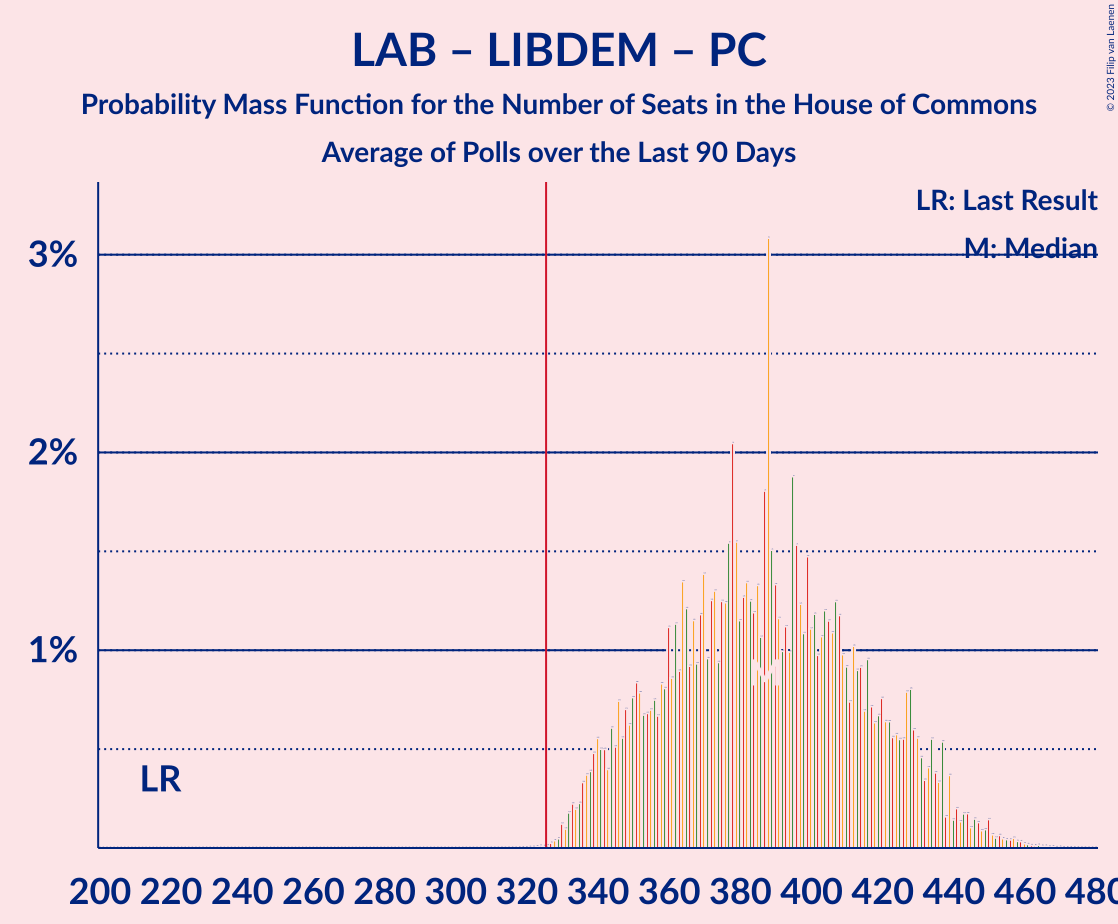 LAB – LIBDEM – PC
Probability Mass Function for the Number of Seats in the House of Commons
Average of Polls over the Last 90 Days
© 2023 Filip van Laenen
LR: Last Result
M: Median
3%
2%
1%
LR
200 220 240 260 280 300 320 340 360 380 400 420 440 460 480